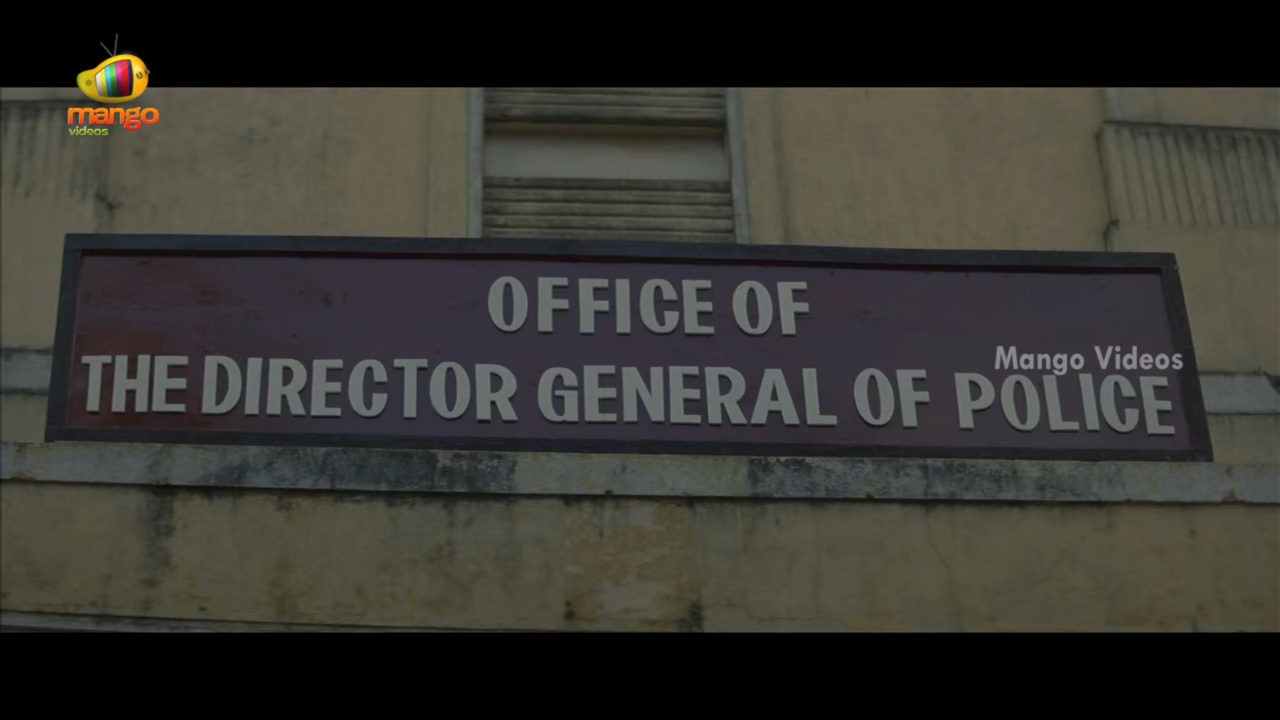 mango
videos
OFFICE OF
Mango Videos
THE DIRECTOR GENERAL OF POLICE